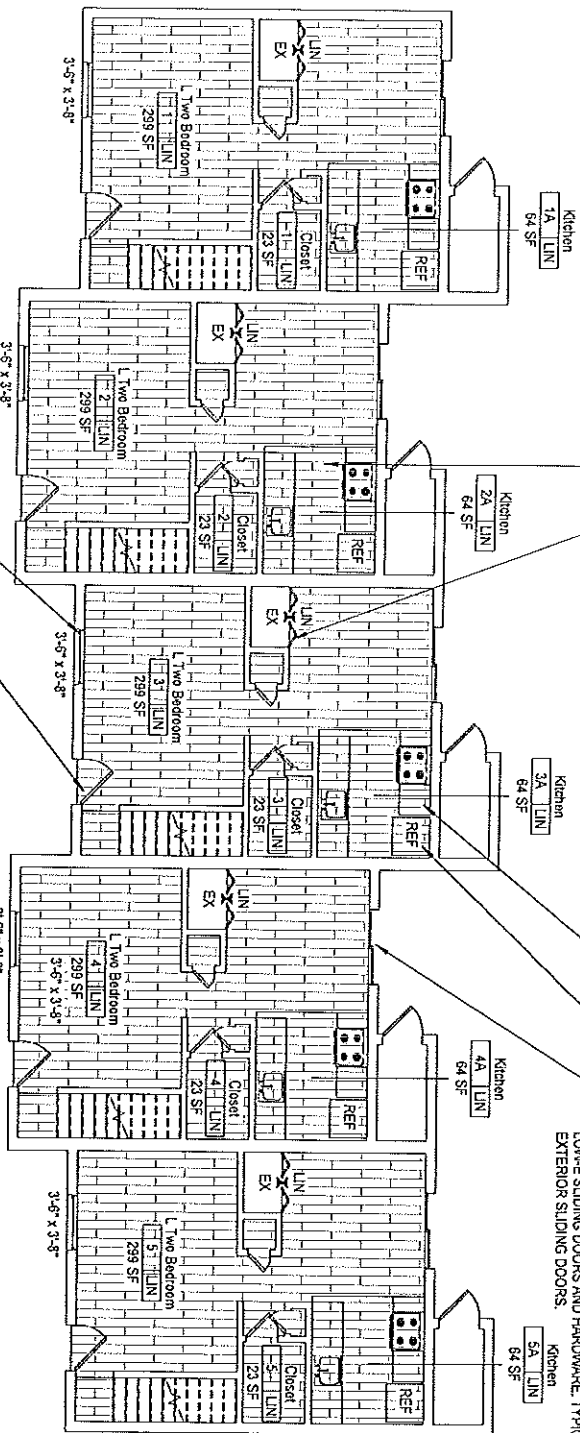 LOW-E SLIDING DOORS AND HARDWARE, TYPI
EXTERIOR SLIDING DOORS.
Kitchen
1A LIN
64 SF
Kitchen
2A LIN
64 SF
Kitchen
3A LIN
64 SF
Kitchen
4A LIN
64 SF
Kitchen
5A LIN
64 SF
REF
LIN
EX
Closet
-1- LIN
23 SF
L Two Bedroom
1 LIN
299 SF
3'-6" x 3'-8"
REF
LIN
EX
Closet
-2- LIN
23 SF
L Two Bedroom
2 LIN
299 SF
3'-6" x 3'-8"
REF
LIN
EX
Closet
-3- LIN
23 SF
L Two Bedroom
3 LIN
299 SF
3'-6" x 3'-8"
REF
LIN
EX
Closet
-4- LIN
23 SF
L Two Bedroom
4 LIN
3'-6" x 3'-8"
299 SF
REF
LIN
EX
Closet
-5- LIN
23 SF
L Two Bedroom
5 LIN
299 SF
3'-6" x 3'-8"